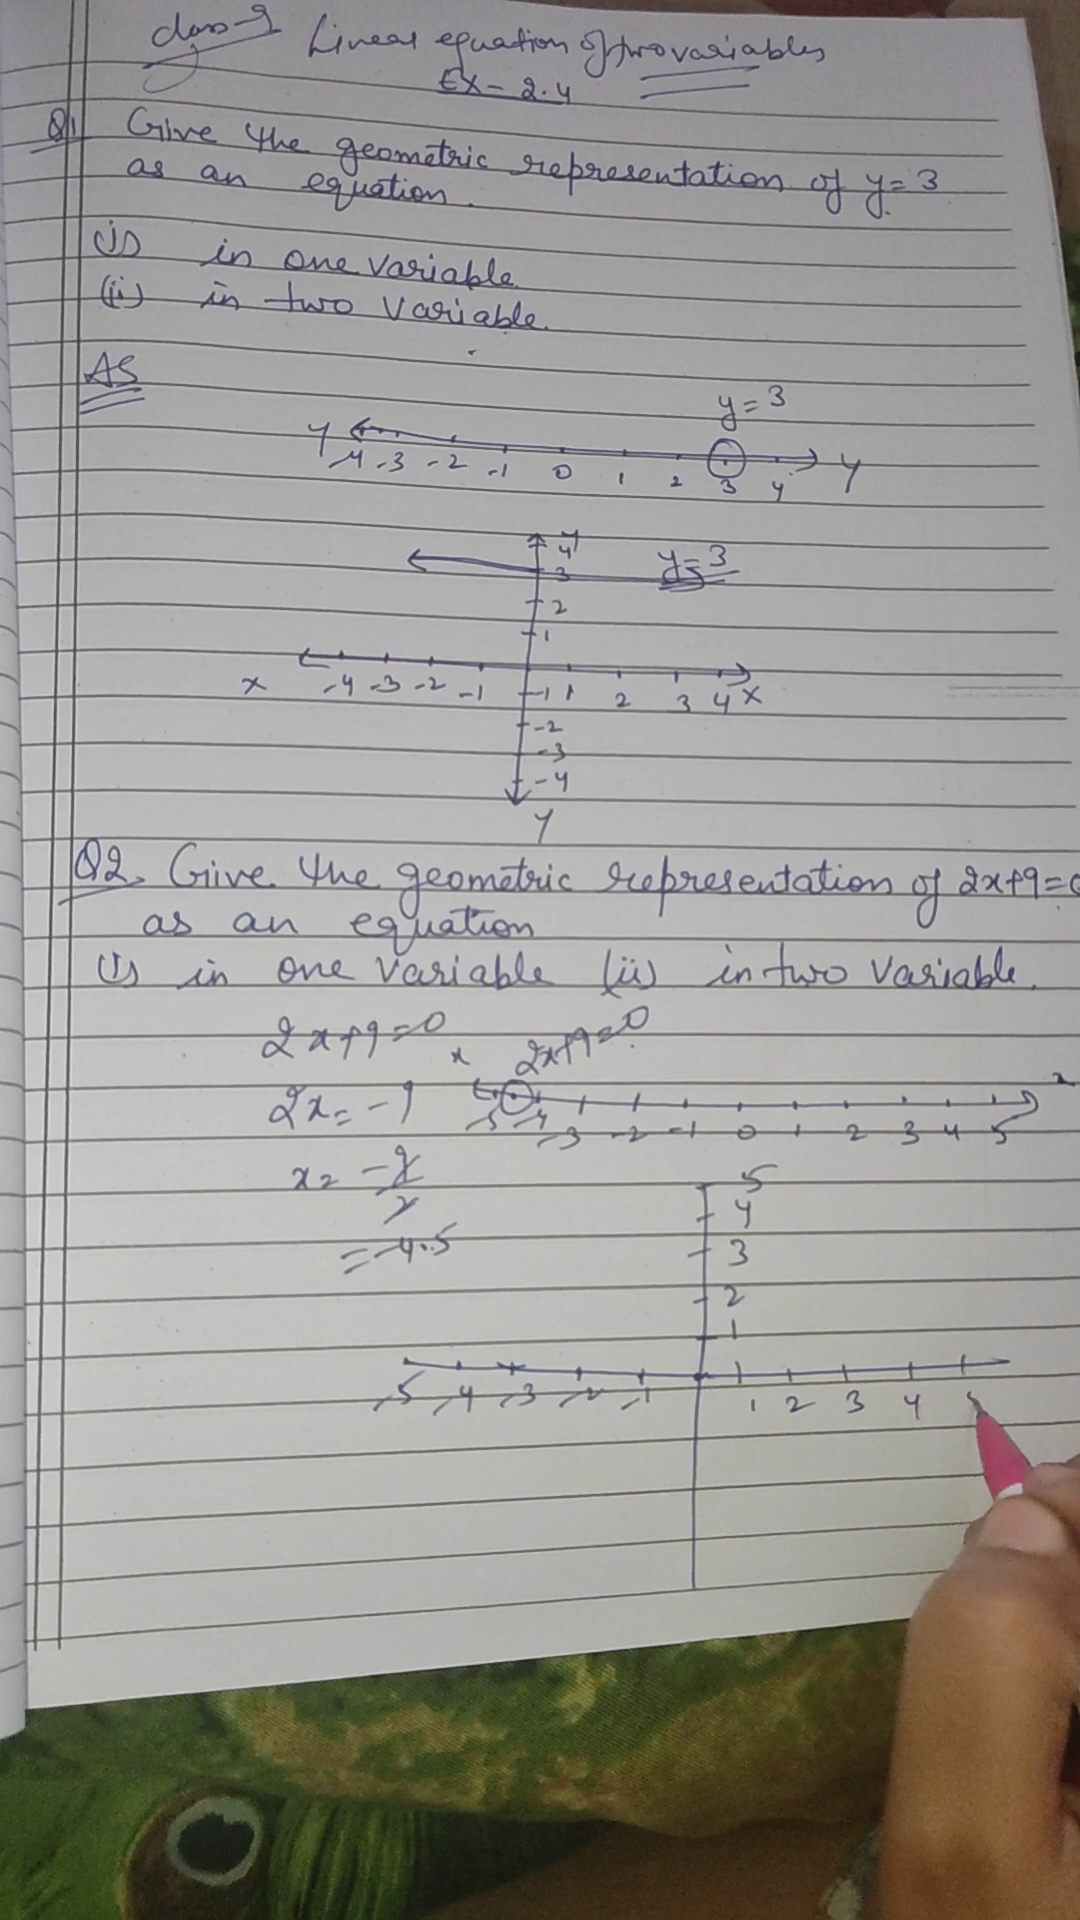 class-9 Linear equation of two variables
Ex-2.4
Q1 Give the geometric representation of y=3
as an equation.
(i) in one variable
(ii) in two variable.
AS
y=3
Y -4 -3 -2 -1 0 1 2 3 4 Y
Y
4
3 y=3
2
1
X -4 -3 -2 -1 1 2 3 4 X
-1
-2
-3
-4
Y
Q2. Give the geometric representation of 2x+9=0
as an equation
(i) in one variable (ii) in two variable.
2x+9=0
x 2x+9=0 x
2x=-9
-5 -4 -3 -2 -1 0 1 2 3 4 5
x=-9/2
=-4.5
5
4
3
2
1
-5 -4 -3 -2 -1 1 2 3 4 5